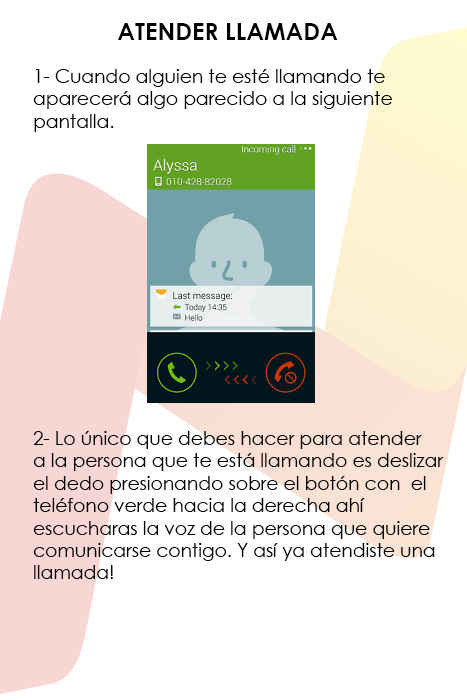 ATENDER LLAMADA
1- Cuando alguien te esté llamando te
aparecerá algo parecido a la siguiente
pantalla.
Incoming call
Alyssa
010-428-82028
Last message:
Today 14:35
Hello
2- Lo único que debes hacer para atender
a la persona que te está llamando es deslizar
el dedo presionando sobre el botón con  el
teléfono verde hacia la derecha ahí
escucharas la voz de la persona que quiere
comunicarse contigo. Y así ya atendiste una
llamada!